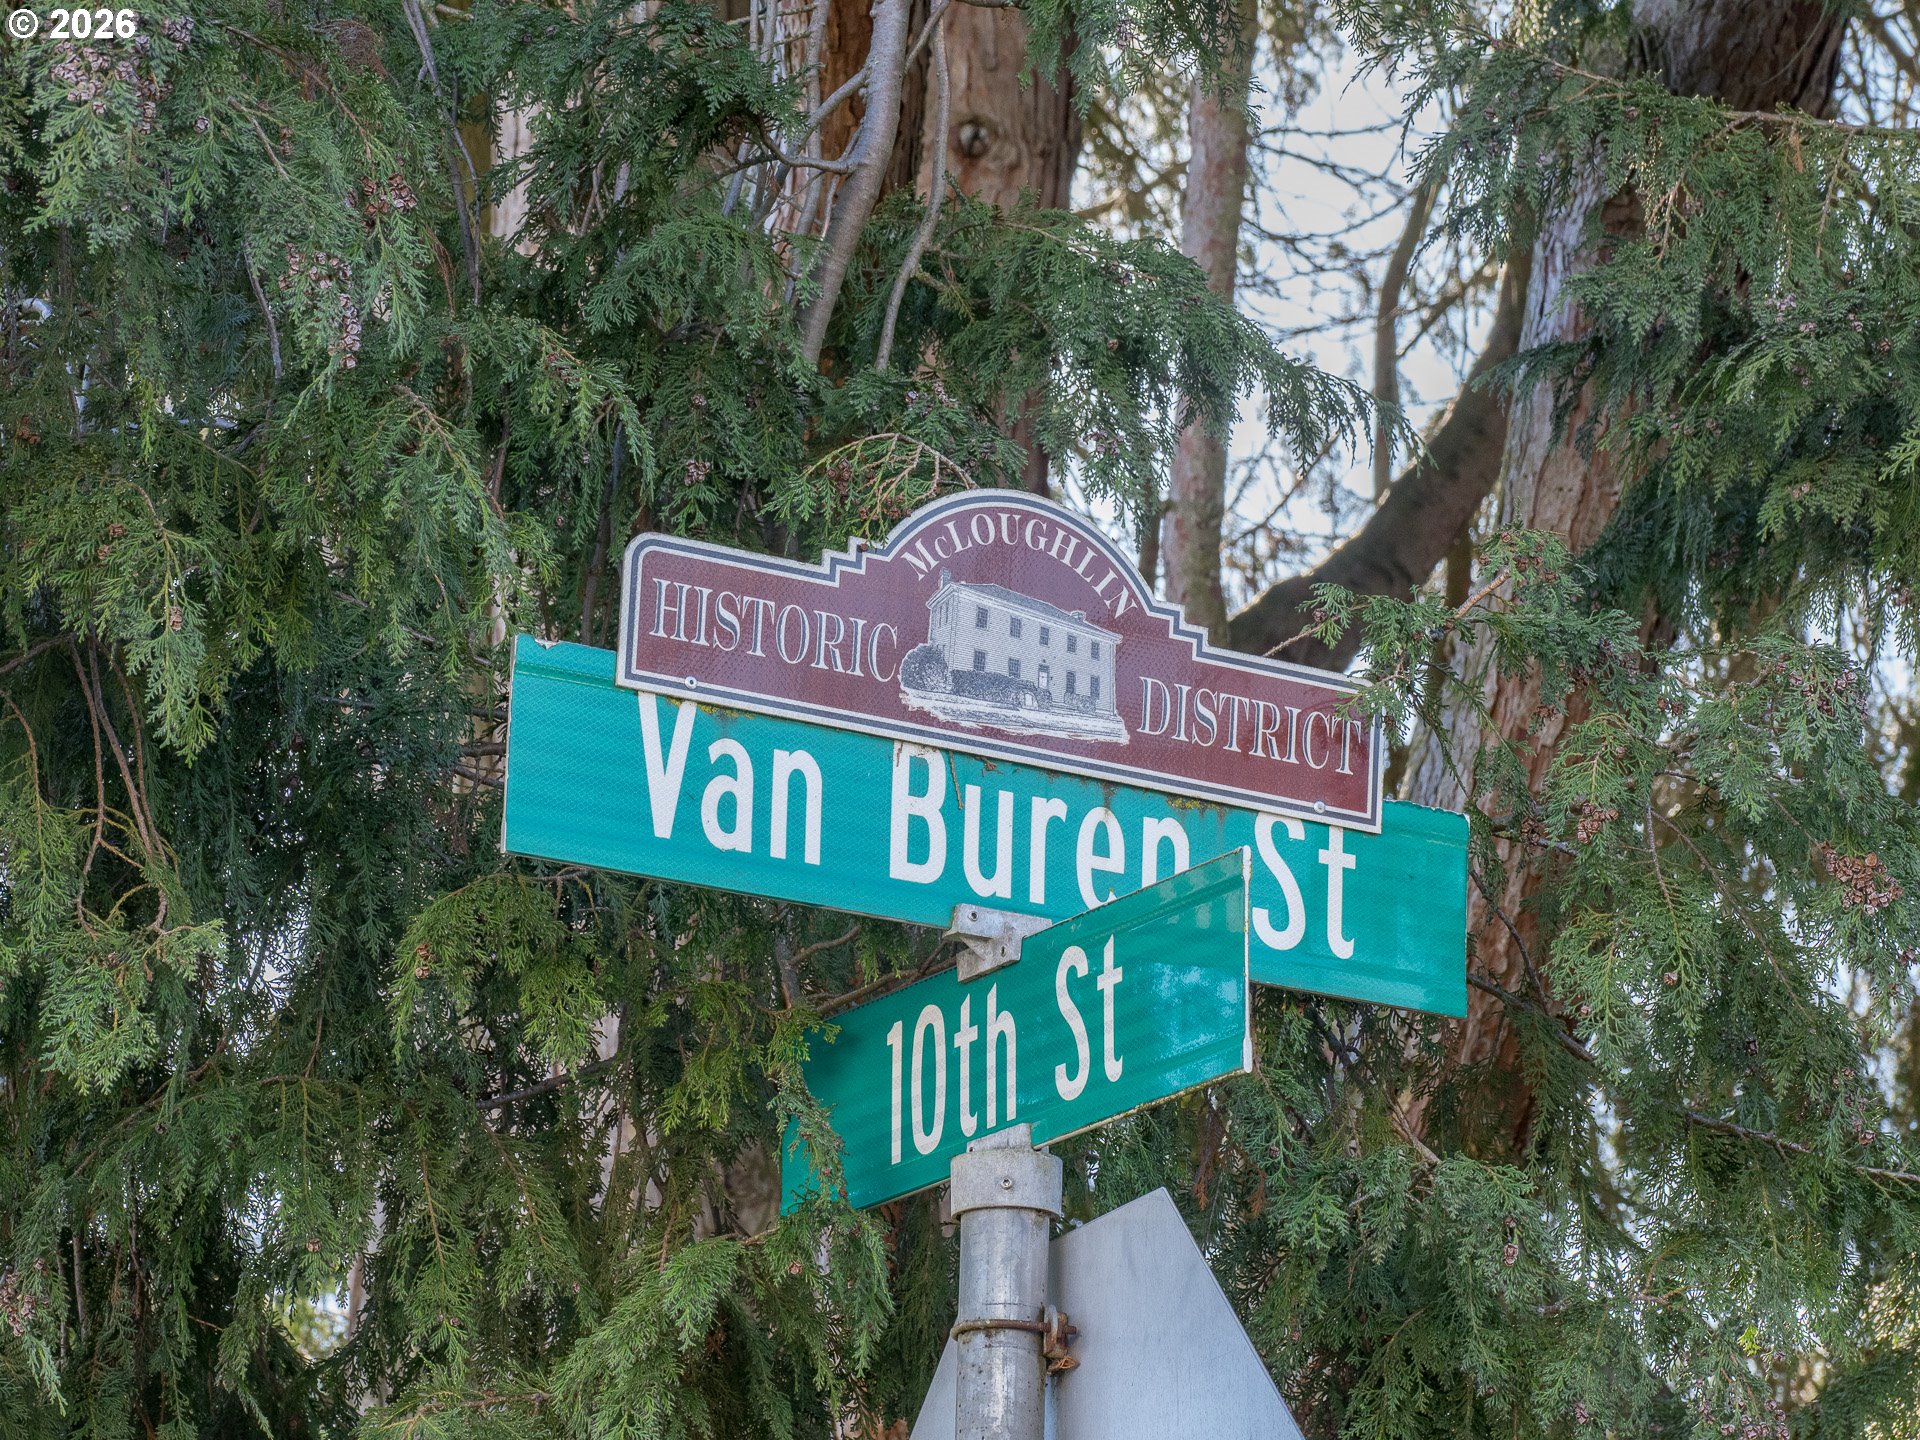 © 2026
McLOUGHLIN
HISTORIC DISTRICT
Van Buren St
10th St